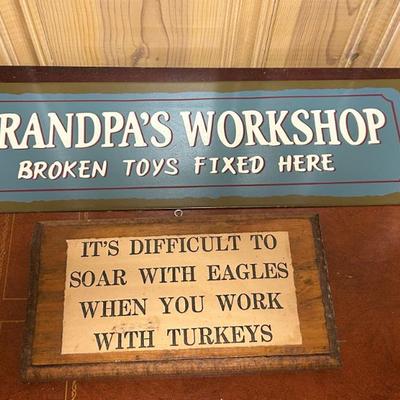 RANDPA'S WORKSHOP
BROKEN TOYS FIXED HERE
IT'S DIFFICULT TO
SOAR WITH EAGLES
WHEN YOU WORK
WITH TURKEYS